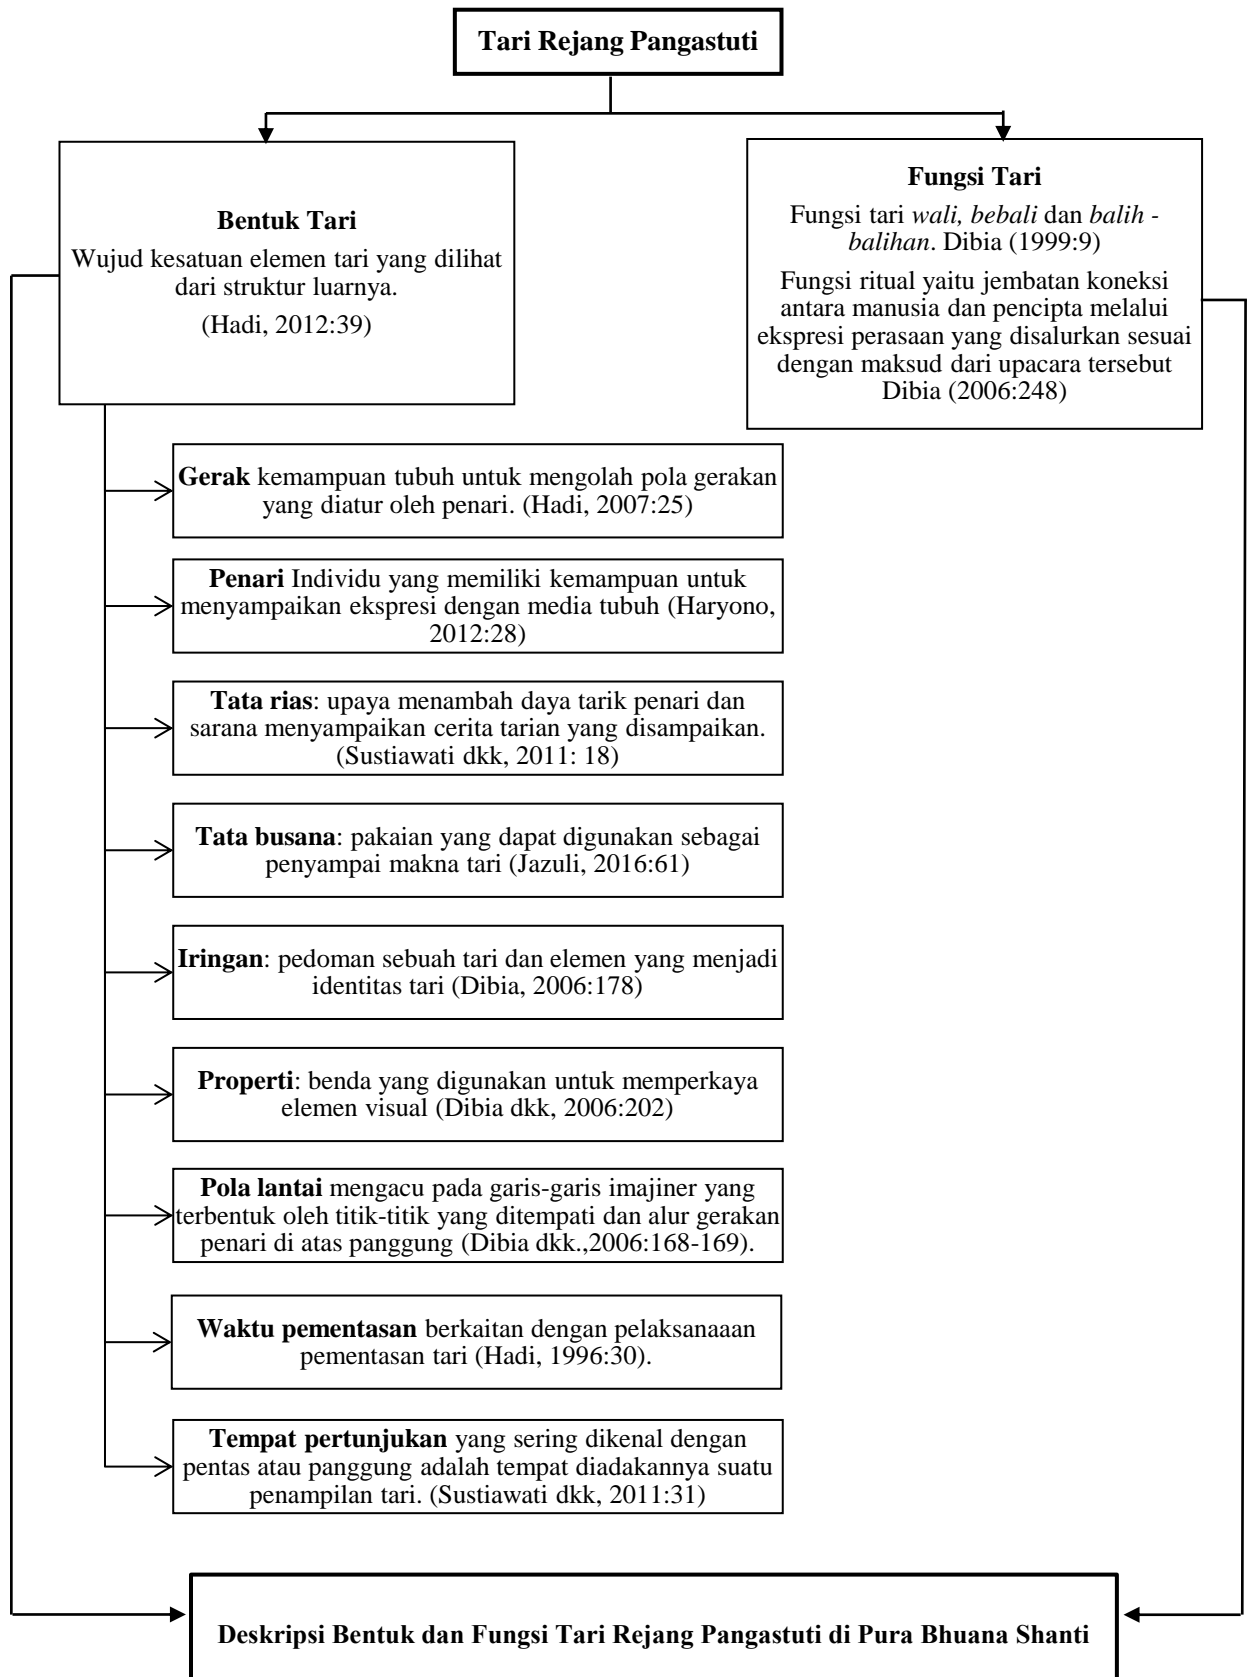 Tari Rejang Pangastuti
Bentuk Tari
Wujud kesatuan elemen tari yang dilihat
dari struktur luarnya.
(Hadi, 2012:39)
Fungsi Tari
Fungsi tari wali, bebali dan balih -
balihan. Dibia (1999:9)
Fungsi ritual yaitu jembatan koneksi
antara manusia dan pencipta melalui
ekspresi perasaan yang disalurkan sesuai
dengan maksud dari upacara tersebut
Dibia (2006:248)
Gerak kemampuan tubuh untuk mengolah pola gerakan
yang diatur oleh penari. (Hadi, 2007:25)
Penari Individu yang memiliki kemampuan untuk
menyampaikan ekspresi dengan media tubuh (Haryono,
2012:28)
Tata rias: upaya menambah daya tarik penari dan
sarana menyampaikan cerita tarian yang disampaikan.
(Sustiawati dkk, 2011: 18)
Tata busana: pakaian yang dapat digunakan sebagai
penyampai makna tari (Jazuli, 2016:61)
Iringan: pedoman sebuah tari dan elemen yang menjadi
identitas tari (Dibia, 2006:178)
Properti: benda yang digunakan untuk memperkaya
elemen visual (Dibia dkk, 2006:202)
Pola lantai mengacu pada garis-garis imajiner yang
terbentuk oleh titik-titik yang ditempati dan alur gerakan
penari di atas panggung (Dibia dkk.,2006:168-169).
Waktu pementasan berkaitan dengan pelaksanaaan
pementasan tari (Hadi, 1996:30).
Tempat pertunjukan yang sering dikenal dengan
pentas atau panggung adalah tempat diadakannya suatu
penampilan tari. (Sustiawati dkk, 2011:31)
Deskripsi Bentuk dan Fungsi Tari Rejang Pangastuti di Pura Bhuana Shanti